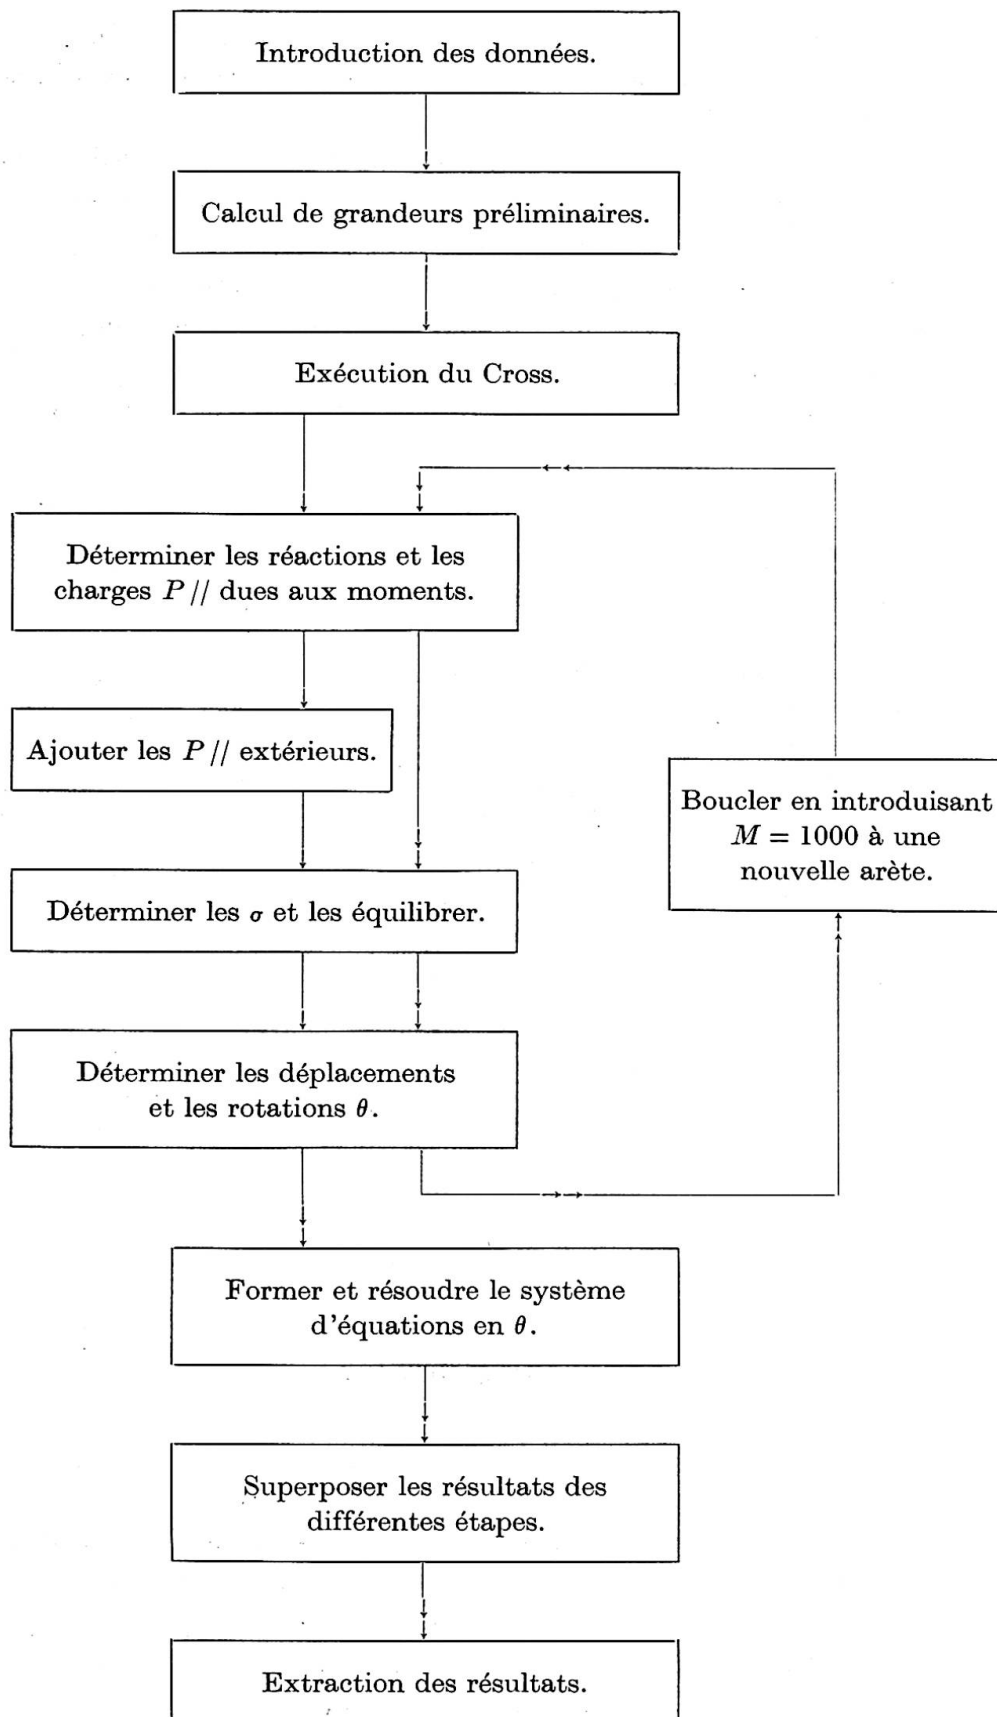 Introduction des données.
Calcul de grandeurs préliminaires.
Exécution du Cross.
Déterminer les réactions et les
charges P // dues aux moments.
Ajouter les P // extérieurs.
Boucler en introduisant
M = 1000 à une
nouvelle arète.
Déterminer les σ et les équilibrer.
Déterminer les déplacements
et les rotations θ.
Former et résoudre le système
d'équations en θ.
Superposer les résultats des
différentes étapes.
Extraction des résultats.